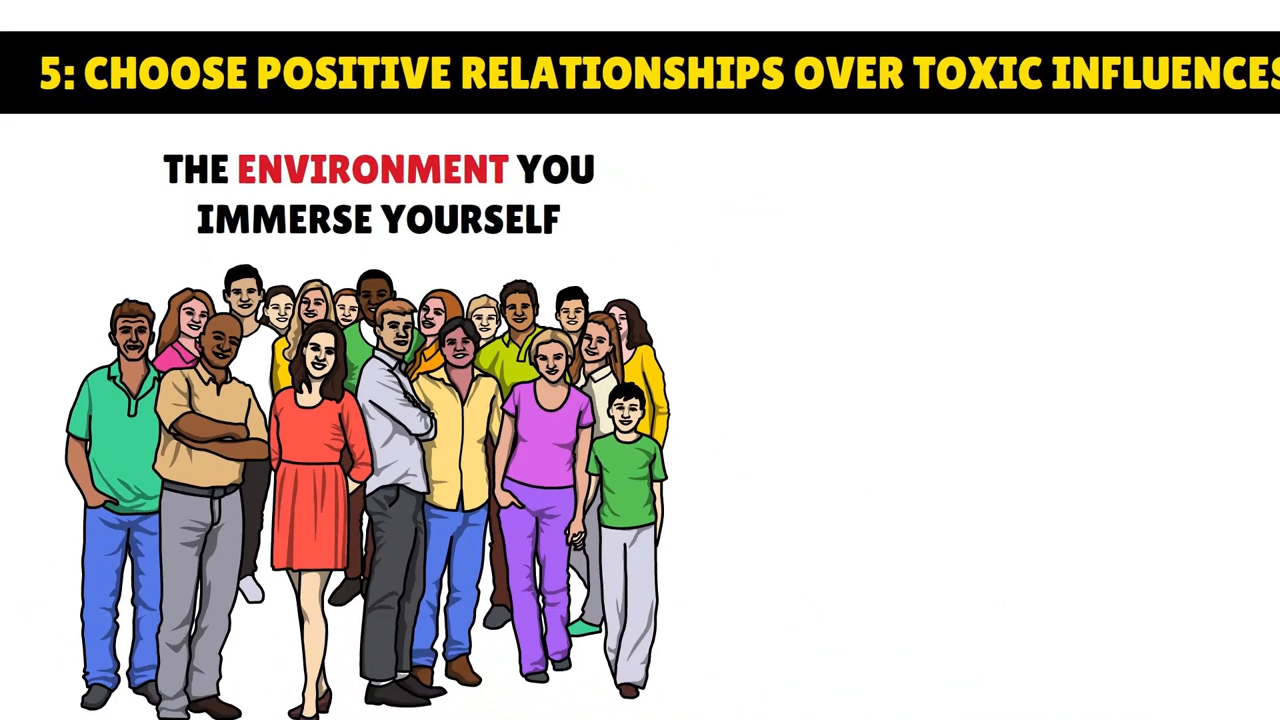 5: CHOOSE POSITIVE RELATIONSHIPS OVER TOXIC INFLUENCES
THE ENVIRONMENT YOU
IMMERSE YOURSELF